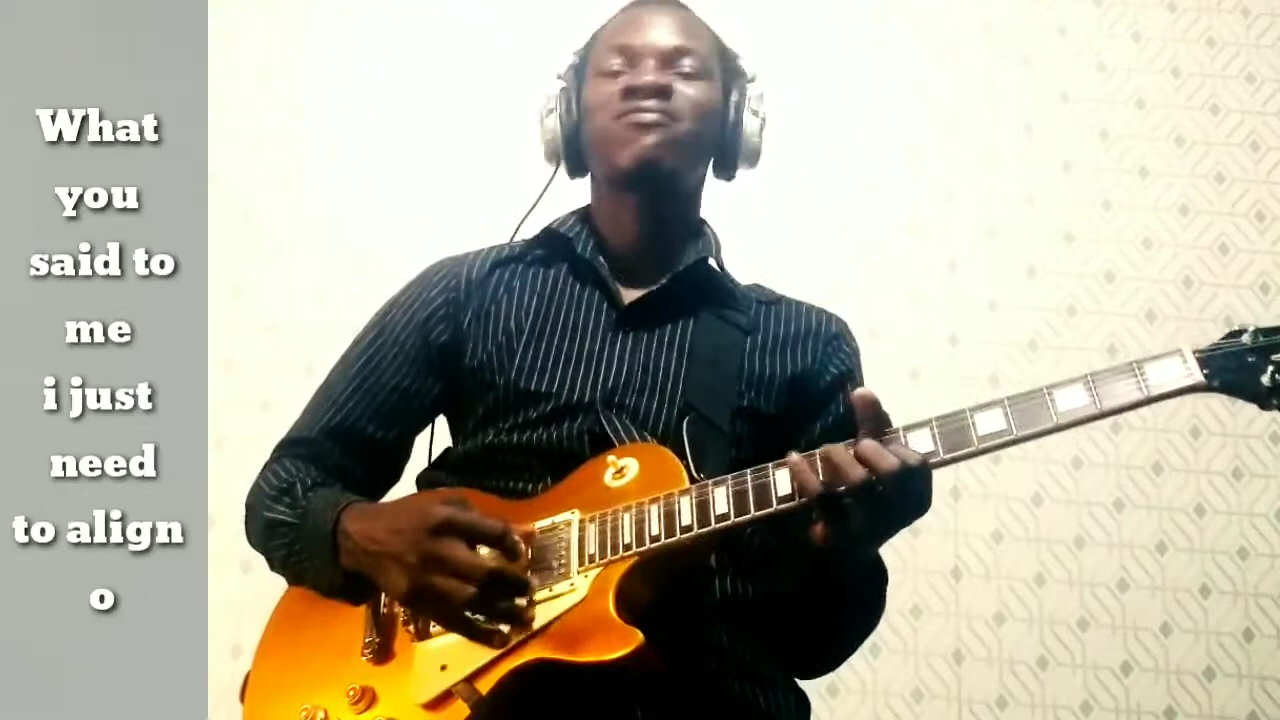 What
you
said to
me
i just
need
to align
o